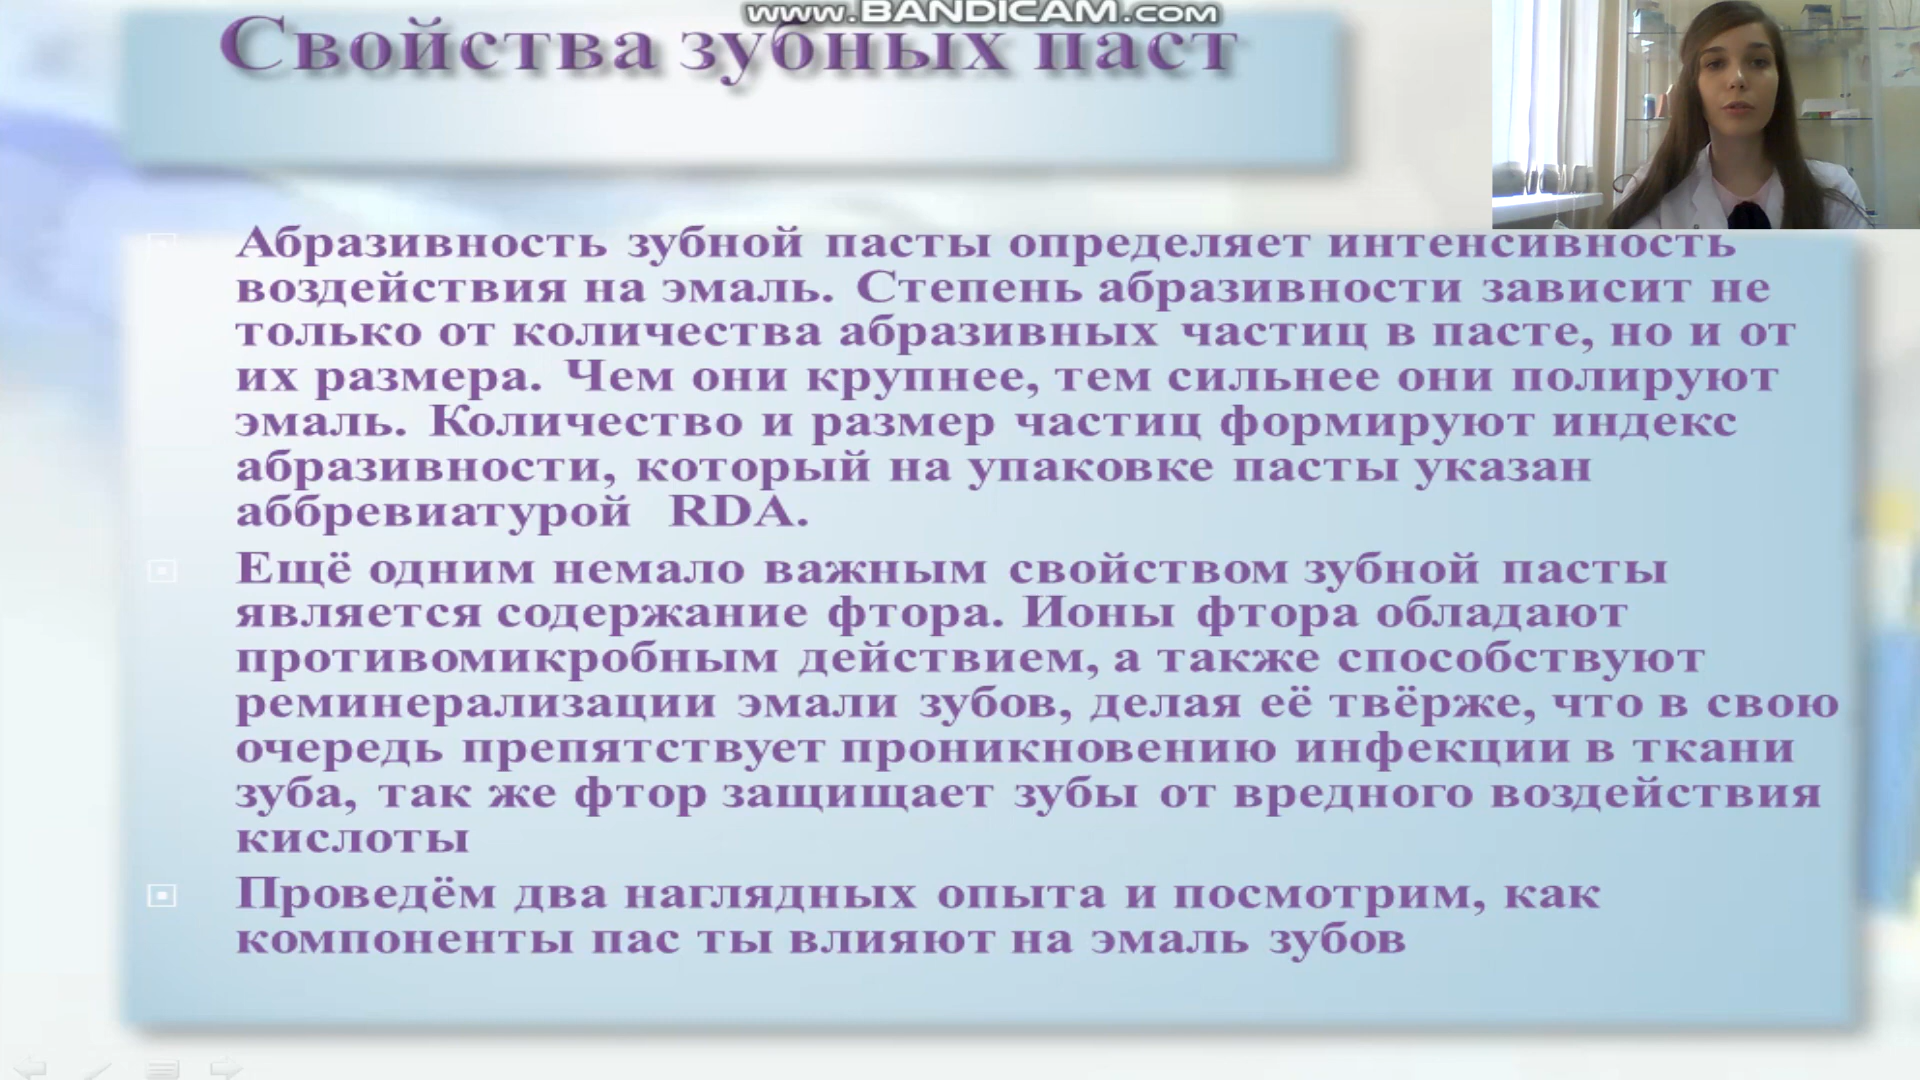 www.BANDICAM.com
Свойства зубных паст
Абразивность зубной пасты определяет интенсивность
воздействия на эмаль. Степень абразивности зависит не
только от количества абразивных частиц в пасте, но и от
их размера. Чем они крупнее, тем сильнее они полируют
эмаль. Количество и размер частиц формируют индекс
абразивности, который на упаковке пасты указан
аббревиатурой RDA.
Ещё одним немало важным свойством зубной пасты
является содержание фтора. Ионы фтора обладают
противомикробным действием, а также способствуют
реминерализации эмали зубов, делая её твёрже, что в свою
очередь препятствует проникновению инфекции в ткани
зуба, так же фтор защищает зубы от вредного воздействия
кислоты
Проведём два наглядных опыта и посмотрим, как
компоненты пас ты влияют на эмаль зубов